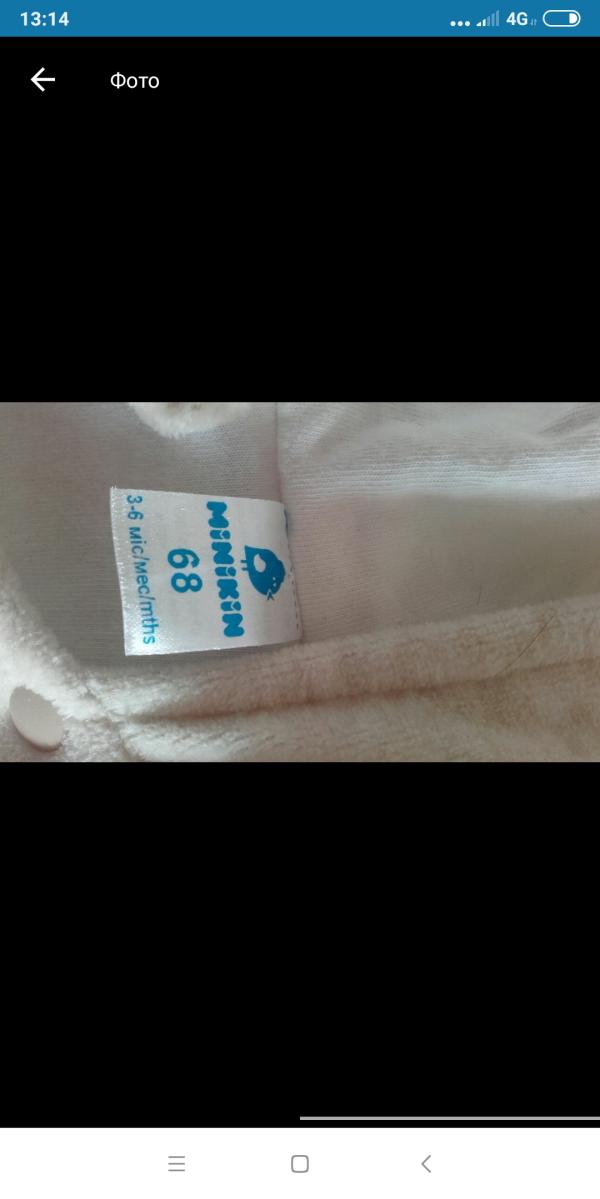 13:14
4G
Фото
MINIKIN
68
3-6 міс/мес/mths